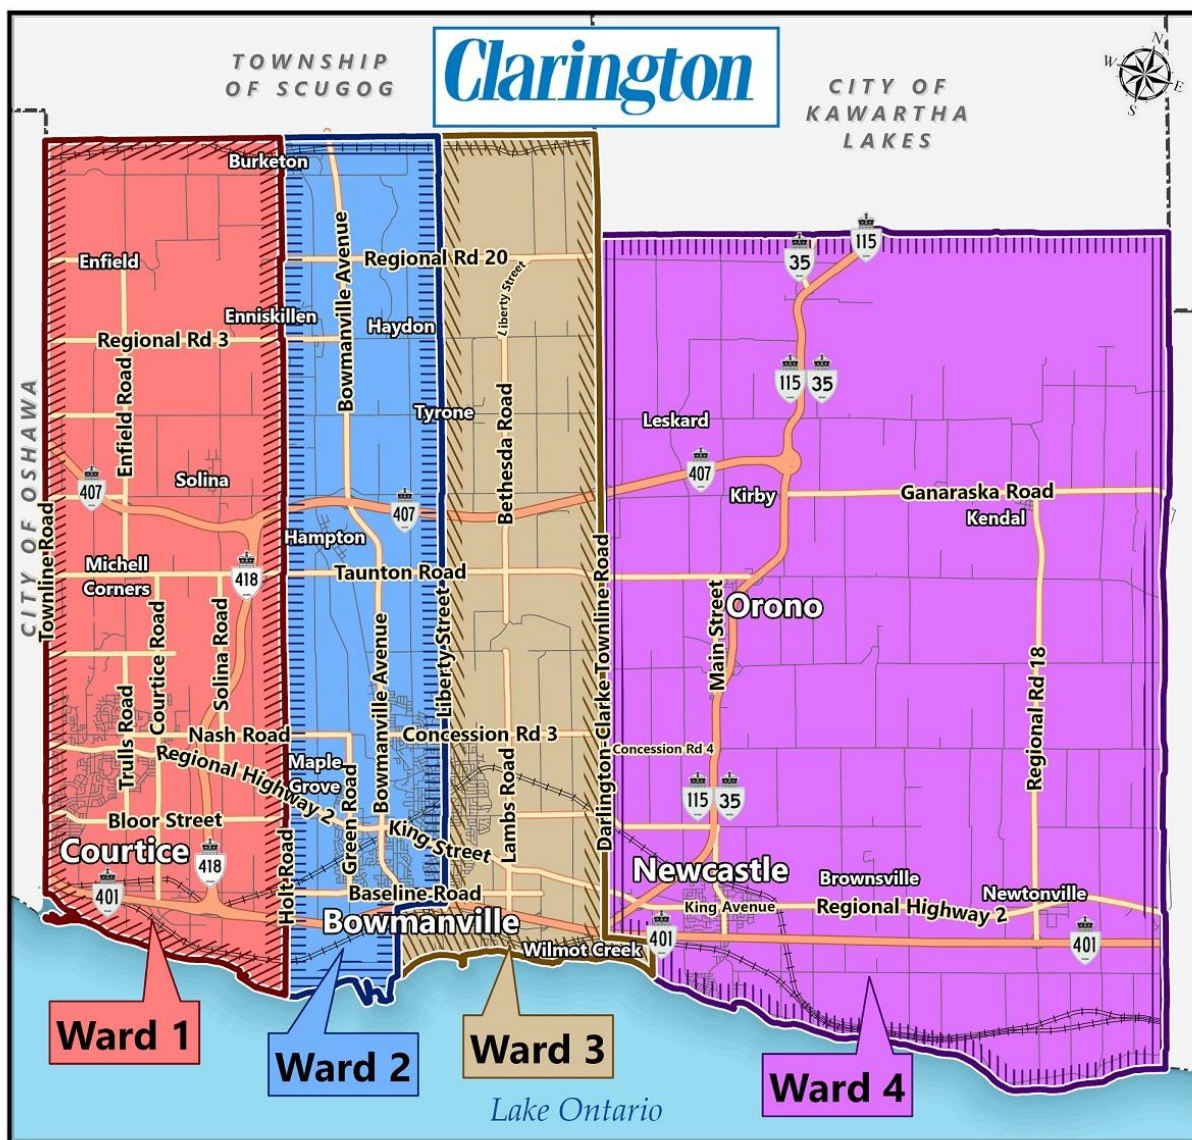 Clarington
TOWNSHIP
OF SCUGOG
CITY OF
KAWARTHA
LAKES
N
W
E
S
Burketon
Enfield
Regional Rd 20
115
35
Liberty Street
Bowmanville Avenue
Enniskillen
Haydon
Regional Rd 3
115
35
CITY OF OSHAWA
Enfield Road
Tyrone
Bethesda Road
Leskard
Solina
407
407
407
Kirby
Ganaraska Road
Kendal
Townline Road
Hampton
Michell
Corners
418
Taunton Road
Darlington-Clarke Townline Road
Main Street
Orono
Courtice Road
Solina Road
Bowmanville Avenue
Liberty Street
Regional Rd 18
Trulls Road
Nash Road
Concession Rd 3
Concession Rd 4
Regional Highway 2
Maple
Grove
Green Road
Lambs Road
115
35
Bloor Street
King Street
Courtice
418
Holt Road
Newcastle
Brownsville
Newtonville
401
Baseline Road
King Avenue
Regional Highway 2
Bowmanville
Wilmot Creek
401
401
Ward 1
Ward 2
Ward 3
Ward 4
Lake Ontario